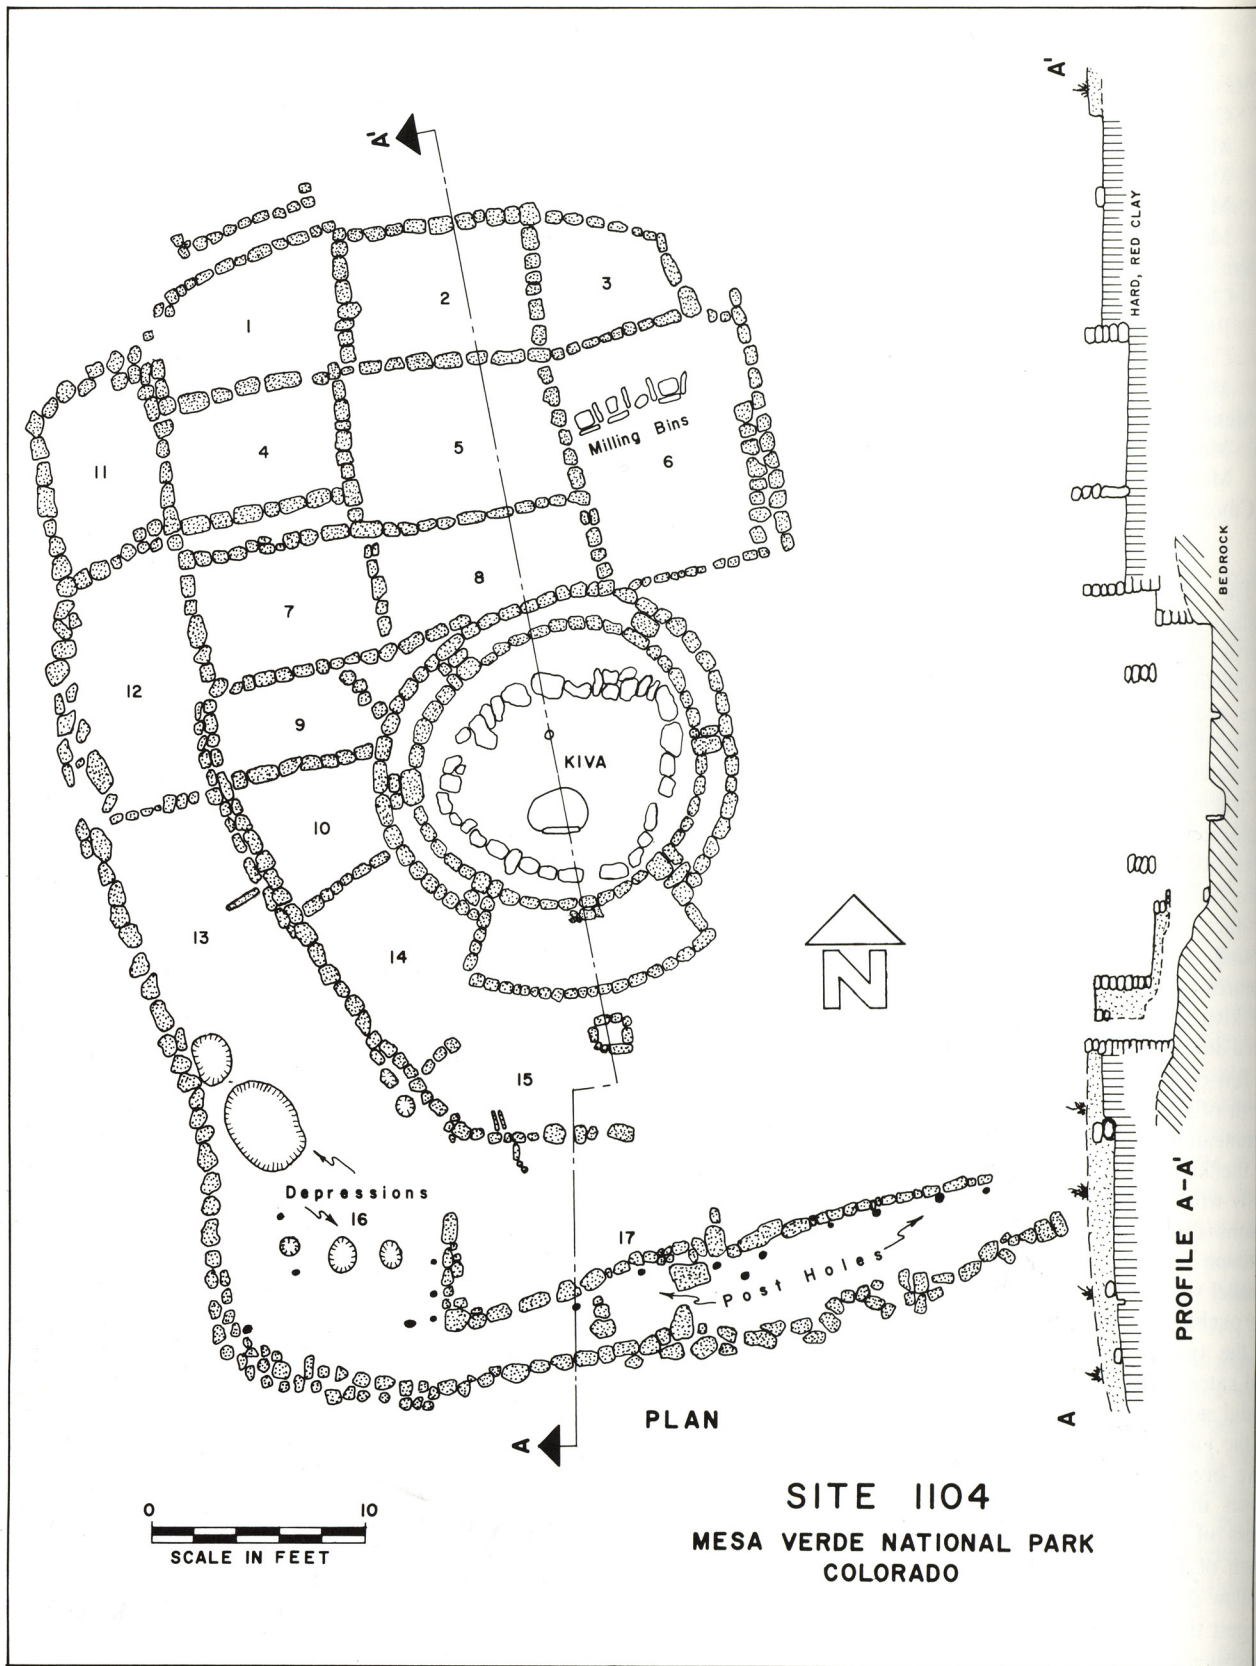 A'
A'
1
2
3
HARD, RED CLAY
Milling Bins
4
5
6
11
BEDROCK
7
8
12
9
KIVA
10
13
14
N
15
Depressions
16
17
Post Holes
PROFILE A-A'
A
A
PLAN
SITE 1104
MESA VERDE NATIONAL PARK
COLORADO
0 10
SCALE IN FEET